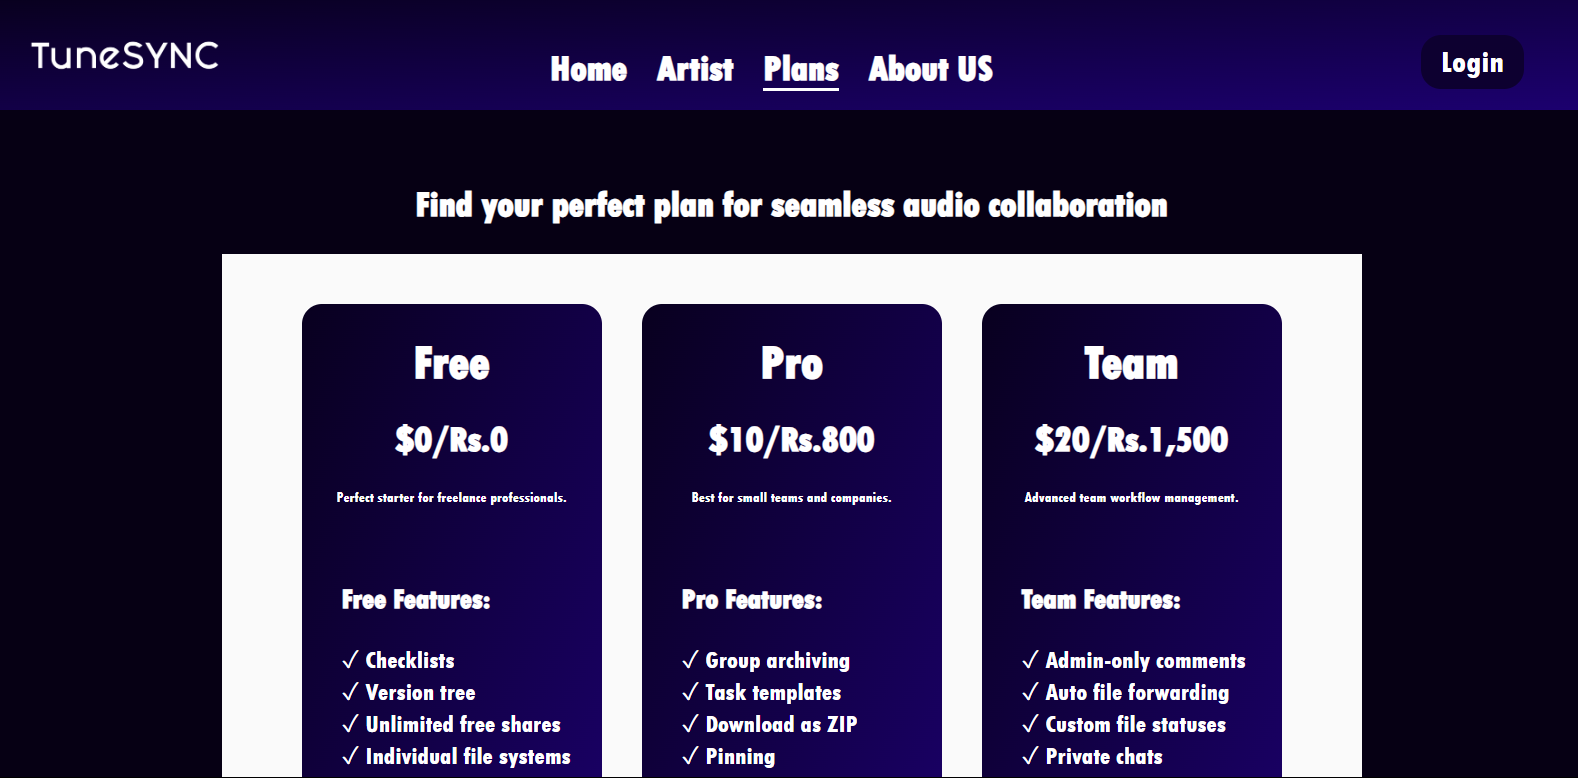 TuneSYNC
Home Artist Plans About US
Login
Find your perfect plan for seamless audio collaboration
Free
$0/Rs.0
Perfect starter for freelance professionals.
Free Features:
✓ Checklists
✓ Version tree
✓ Unlimited free shares
✓ Individual file systems
Pro
$10/Rs.800
Best for small teams and companies.
Pro Features:
✓ Group archiving
✓ Task templates
✓ Download as ZIP
✓ Pinning
Team
$20/Rs.1,500
Advanced team workflow management.
Team Features:
✓ Admin-only comments
✓ Auto file forwarding
✓ Custom file statuses
✓ Private chats